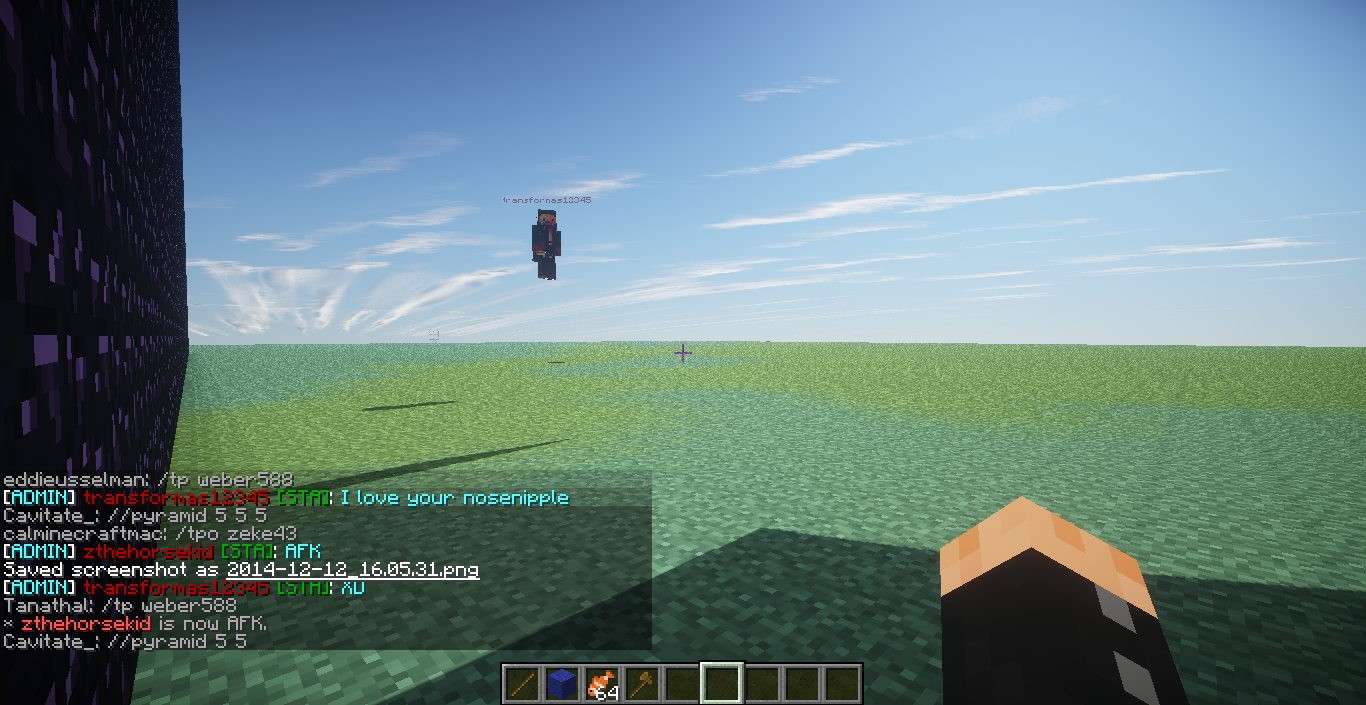 transformas12345
eddieusselman: /tp weber588
[ADMIN] transformas12345 [STA]: I love your nosenipple
Cavitate_: //pyramid 5 5 5
calminecraftmac: /tpo zeke43
[ADMIN] zthehorsekid [STA]: AFK
Saved screenshot as 2014-12-12_16.05.31.png
[ADMIN] transformas12345 [STA]: XD
Tanathal: /tp weber588
* zthehorsekid is now AFK.
Cavitate_: //pyramid 5 5
64